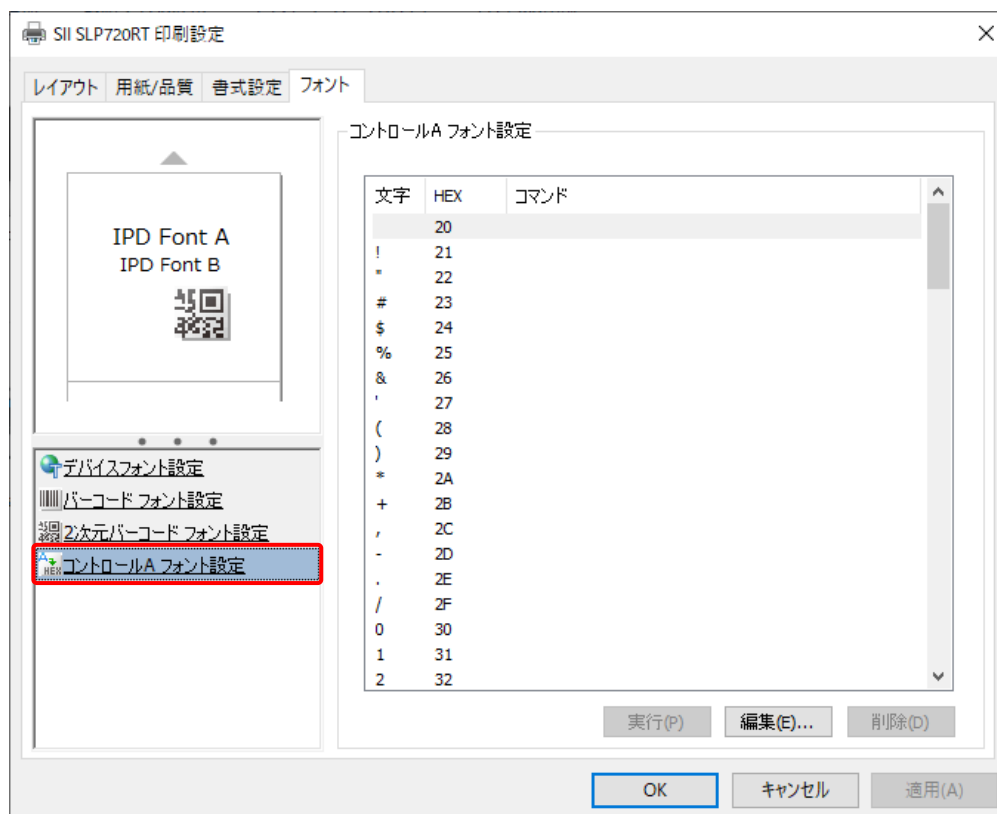 SII SLP720RT 印刷設定
レイアウト 用紙/品質 書式設定 フォント
IPD Font A
IPD Font B
デバイスフォント設定
バーコード フォント設定
2次元バーコード フォント設定
HEX コントロールA フォント設定
コントロールA フォント設定
文字 HEX コマンド
20
! 21
" 22
# 23
$ 24
% 25
& 26
' 27
( 28
) 29
* 2A
+ 2B
, 2C
- 2D
. 2E
/ 2F
0 30
1 31
2 32
実行(P) 編集(E)... 削除(D)
OK キャンセル 適用(A)